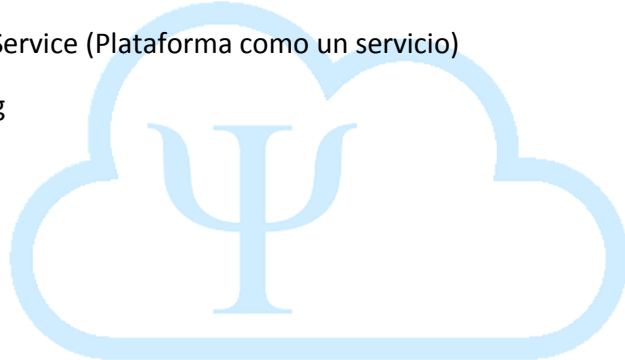 Service (Plataforma como un servicio)
g
Ψ